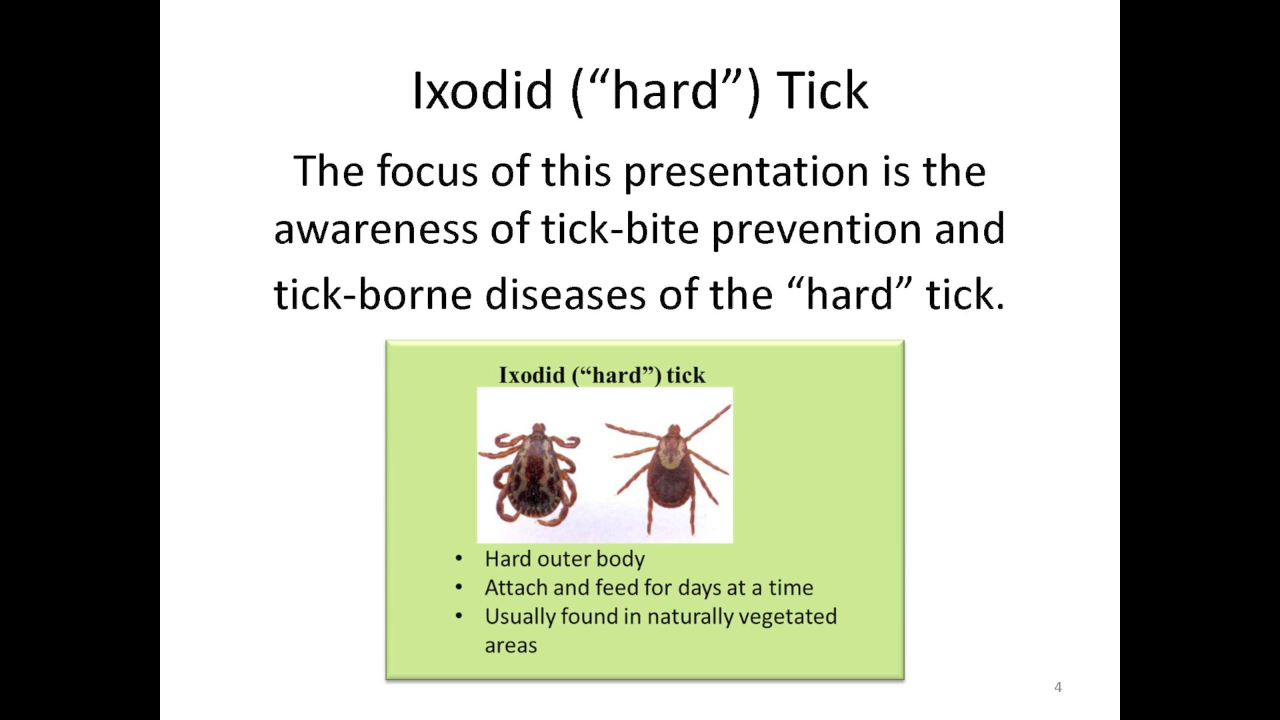 Ixodid (“hard”) Tick
The focus of this presentation is the
awareness of tick-bite prevention and
tick-borne diseases of the “hard” tick.
Ixodid (“hard”) tick
• Hard outer body
• Attach and feed for days at a time
• Usually found in naturally vegetated
areas
4